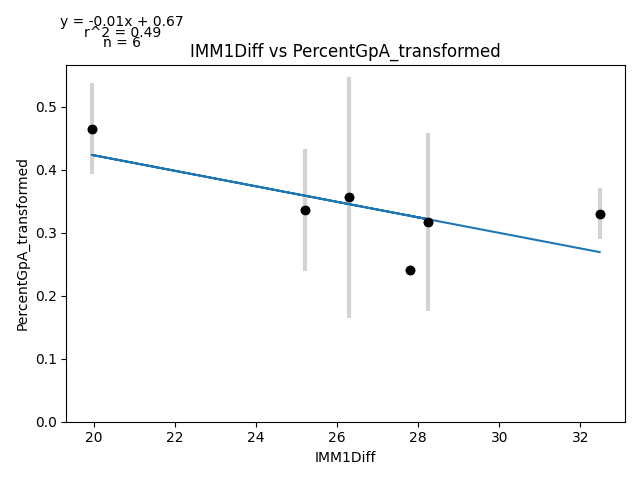 y = -0.01x + 0.67
r^2 = 0.49
n = 6
IMM1Diff vs PercentGpA_transformed
PercentGpA_transformed
0.5
0.4
0.3
0.2
0.1
0.0
20 22 24 26 28 30 32
IMM1Diff